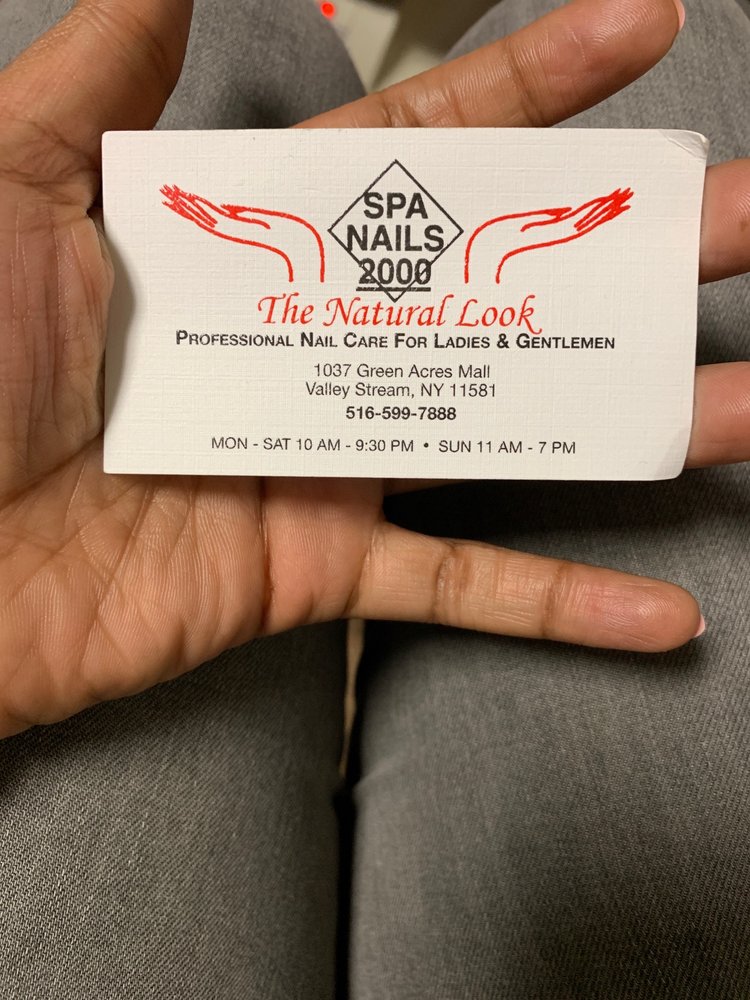 SPA
NAILS
2000
The Natural Look
PROFESSIONAL NAIL CARE FOR LADIES & GENTLEMEN
1037 Green Acres Mall
Valley Stream, NY 11581
516-599-7888
MON - SAT 10 AM - 9:30 PM • SUN 11 AM - 7 PM